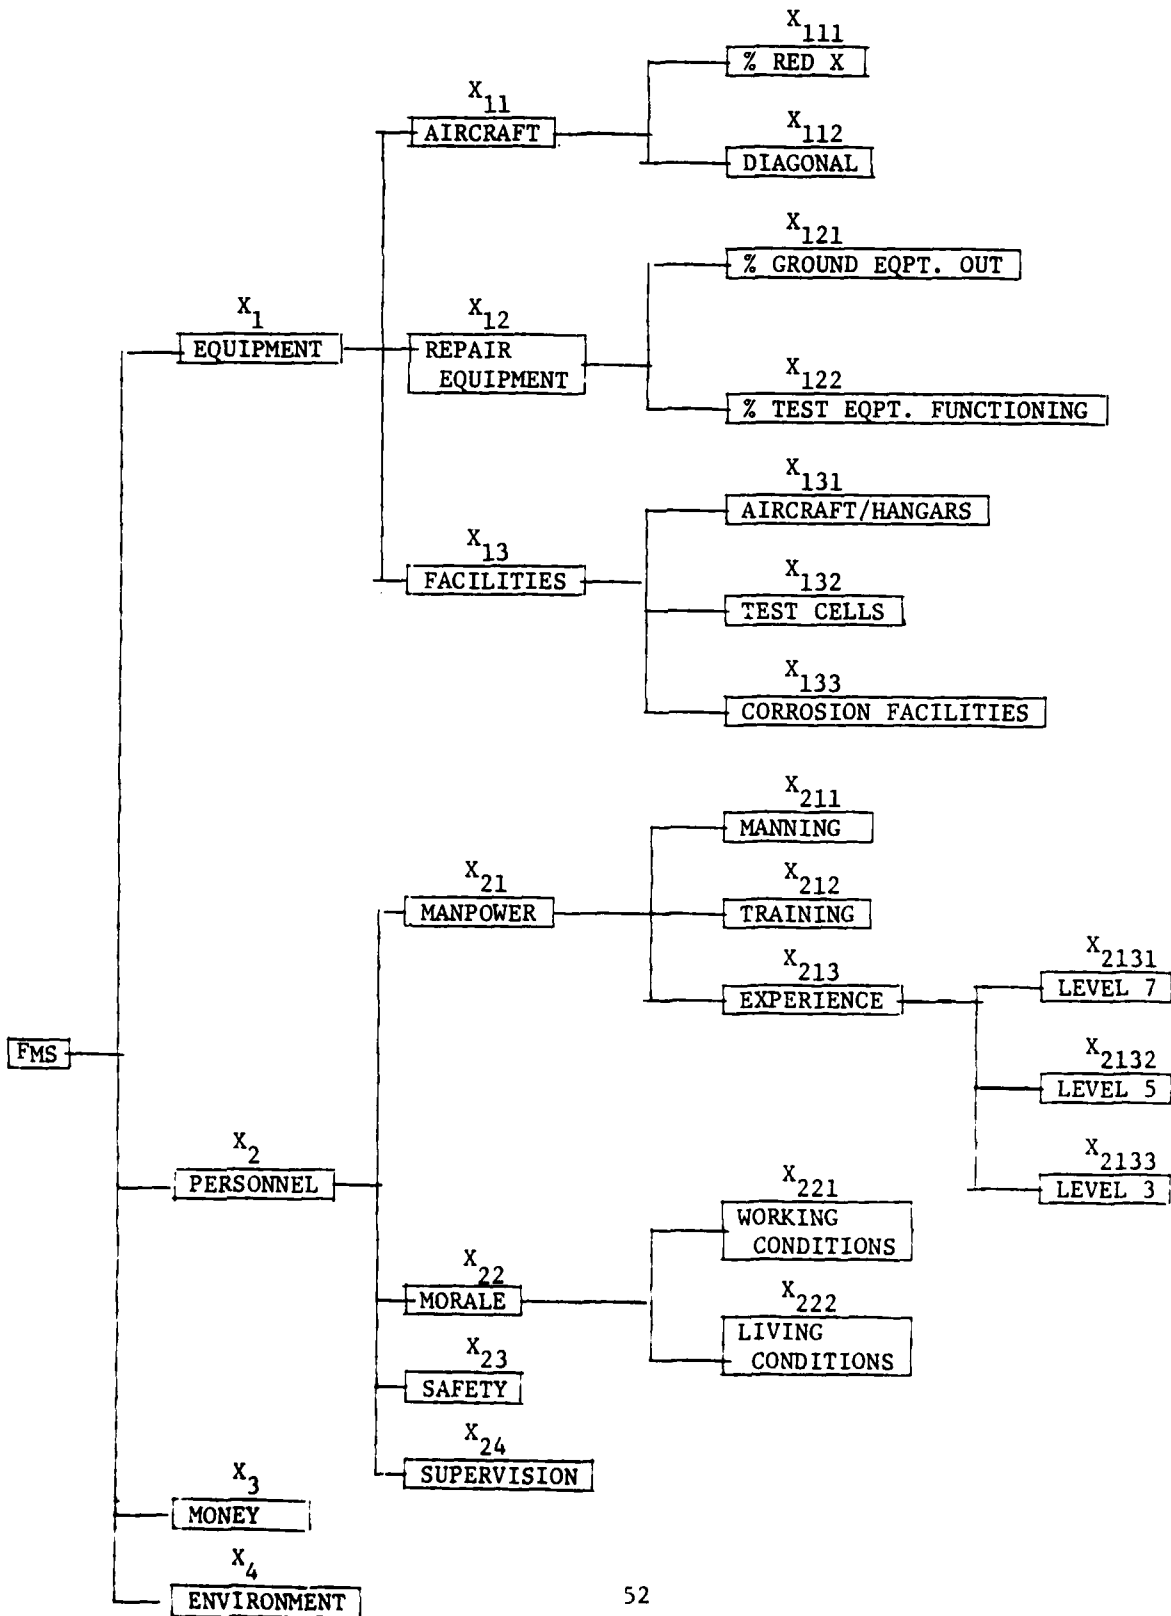 X111
% RED X
X11
AIRCRAFT
X112
DIAGONAL
X121
% GROUND EQPT. OUT
X1
EQUIPMENT
X12
REPAIR
EQUIPMENT
X122
% TEST EQPT. FUNCTIONING
X131
AIRCRAFT/HANGARS
X13
FACILITIES
X132
TEST CELLS
X133
CORROSION FACILITIES
X211
MANNING
X21
MANPOWER
X212
TRAINING
X213
EXPERIENCE
X2131
LEVEL 7
FMS
X2132
LEVEL 5
X2
PERSONNEL
X2133
LEVEL 3
X221
WORKING
CONDITIONS
X22
MORALE
X222
LIVING
CONDITIONS
X23
SAFETY
X24
SUPERVISION
X3
MONEY
X4
ENVIRONMENT
52